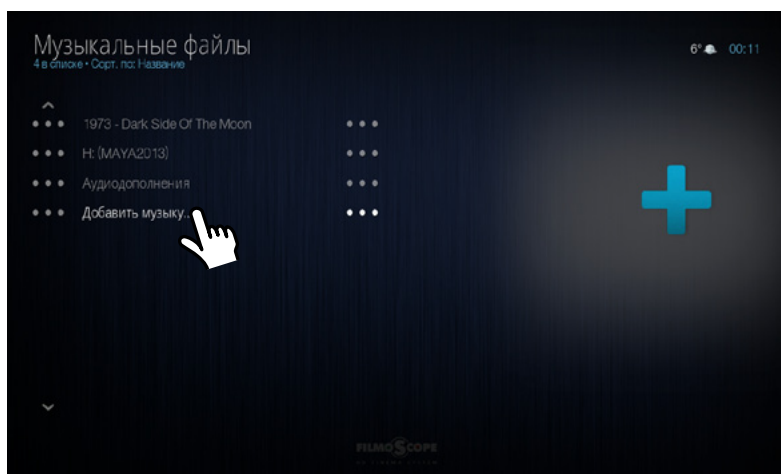 Музыкальные файлы
4 в списке • Сорт. по: Название
6° 00:11
1973 - Dark Side Of The Moon
H: (MAYA2013)
Аудиодополнения
Добавить музыку...
FILMOSCOPE